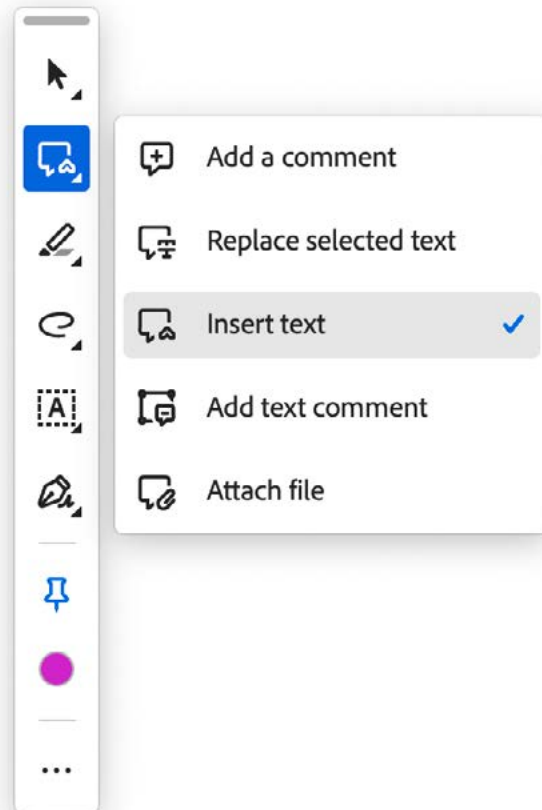 Add a comment
Replace selected text
Insert text
A
Add text comment
Attach file